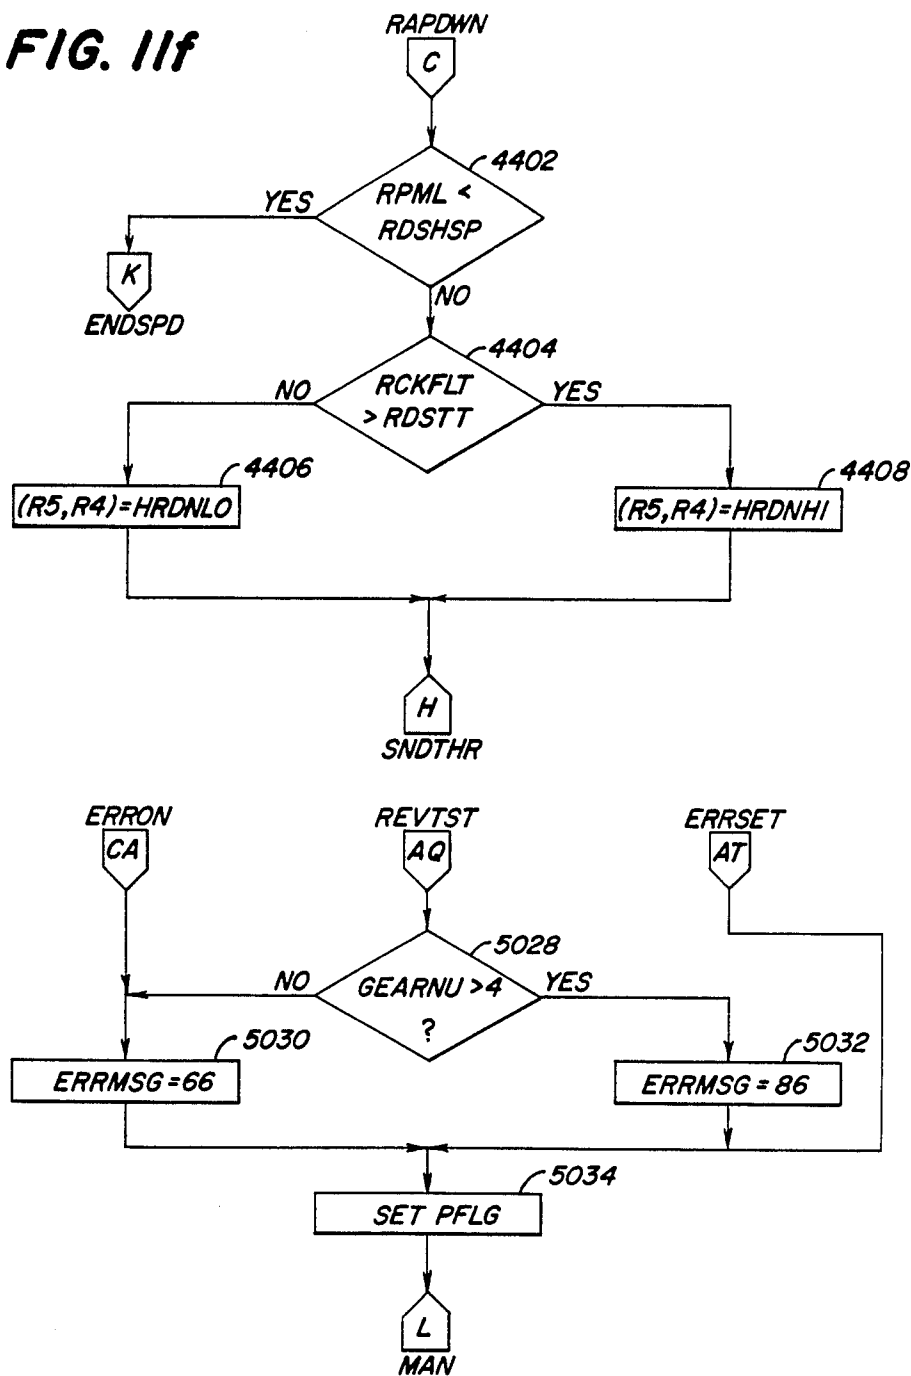 FIG. 11f
RAPDWN
C
4402
YES
RPML <
RDSHSP
K
ENDSPD
NO
4404
NO
RCKFLT
> RDSTT
YES
4406
(R5,R4)=HRDNLO
4408
(R5,R4)=HRDNHI
H
SNDTHR
ERRON
CA
REVTST
AQ
ERRSET
AT
5028
NO
GEARNU >4
?
YES
5030
ERRMSG = 66
5032
ERRMSG = 86
5034
SET PFLG
L
MAN